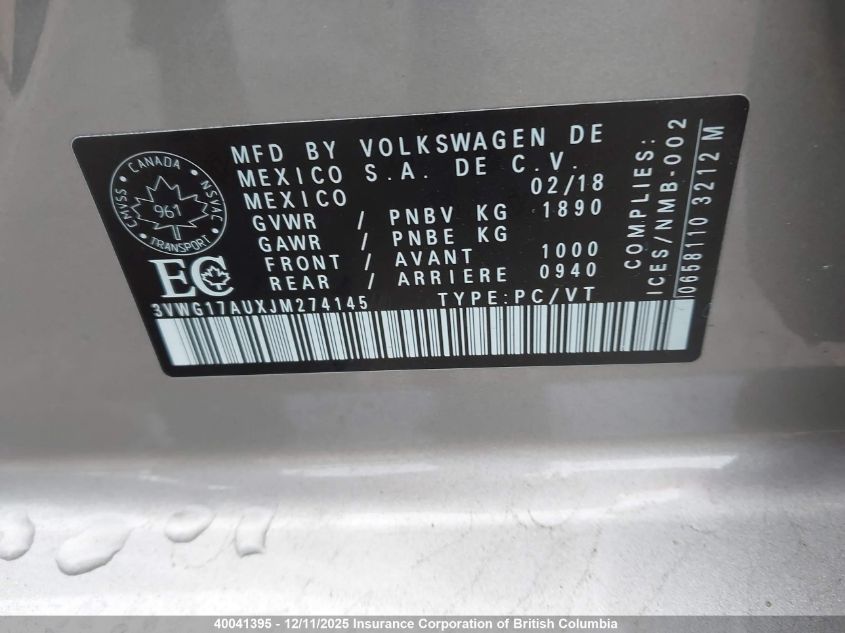 CANADA
CMVSS
NSVAC
961
TRANSPORT
EC
MFD BY VOLKSWAGEN DE
MEXICO S.A. DE C.V.
MEXICO 02/18
GVWR / PNBV KG 1890
GAWR / PNBE KG
FRONT / AVANT 1000
REAR / ARRIERE 0940
3VWG17AUXJM274145 TYPE:PC/VT
COMPLIES:
ICES/NMB-002
0658110 3212 M
40041395 - 12/11/2025 Insurance Corporation of British Columbia